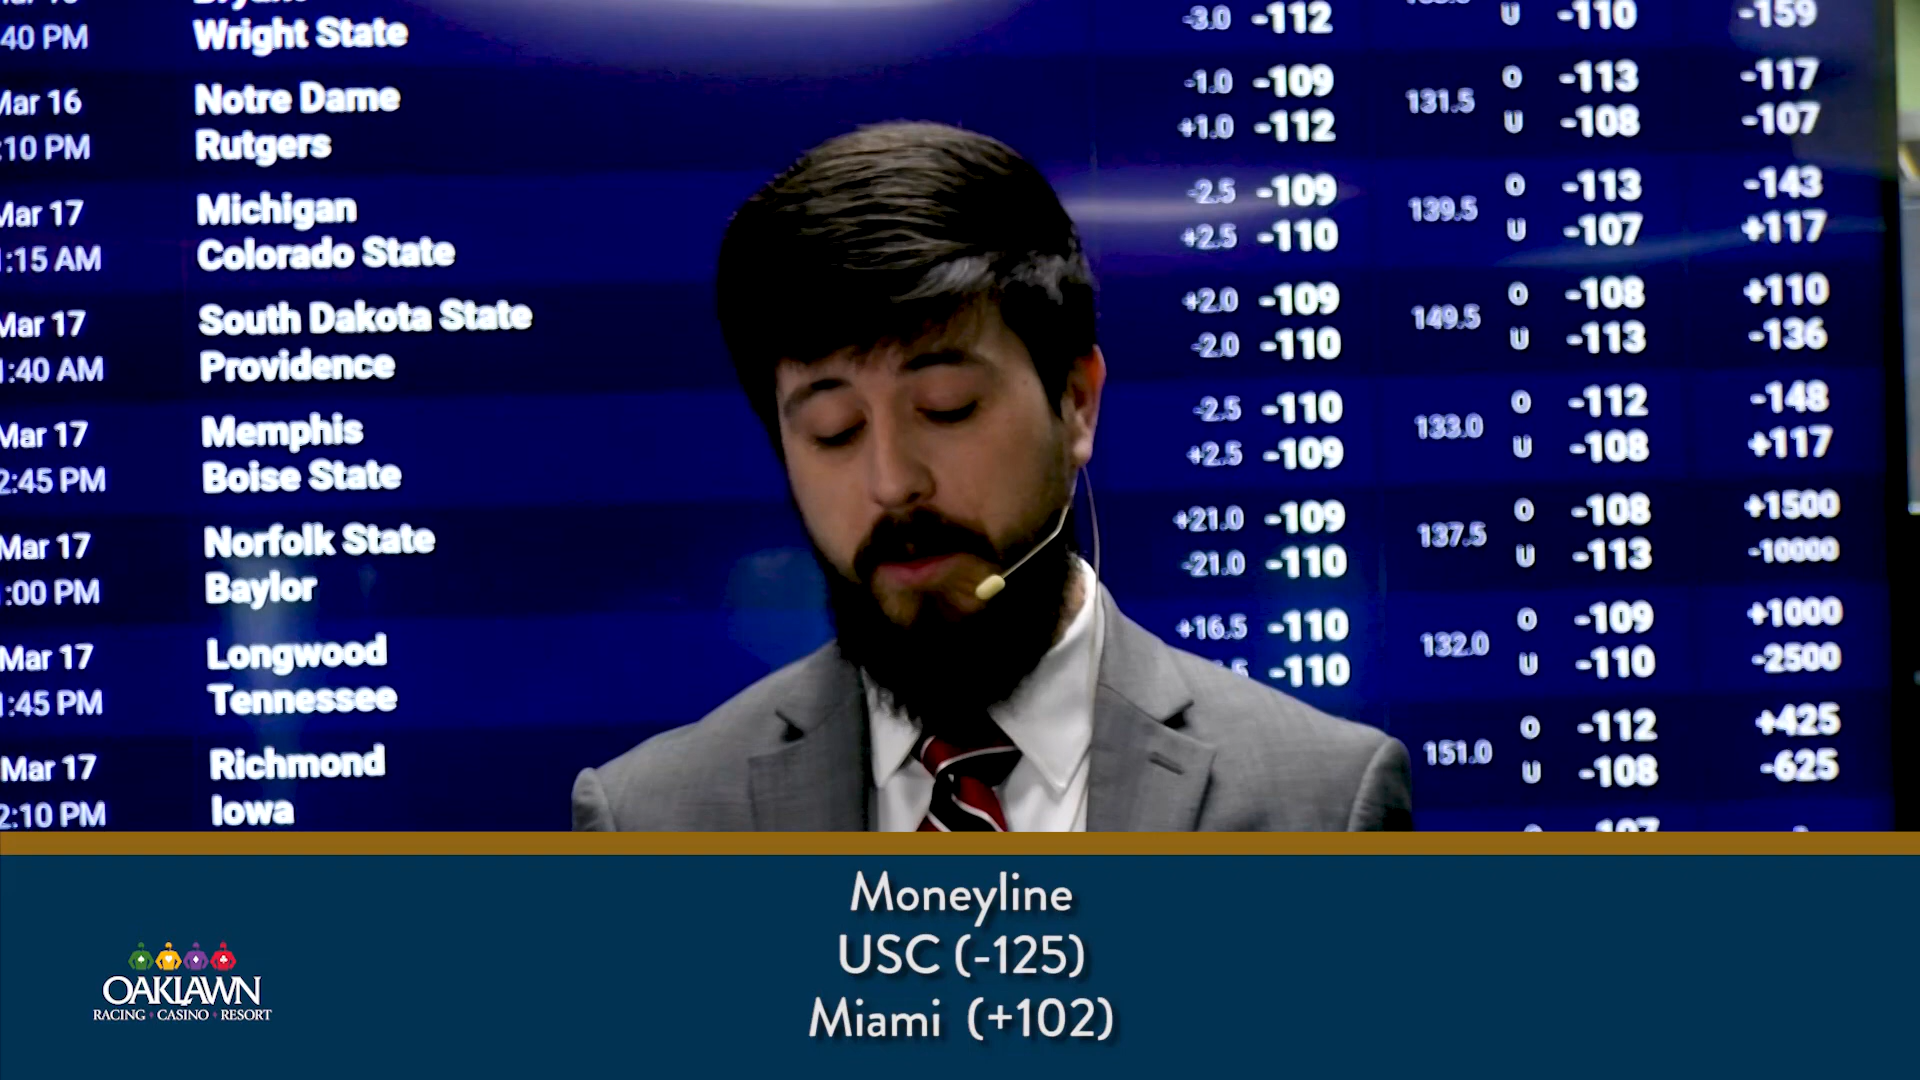 40 PM Wright State -3.0 -112 U -110 -159
Mar 16 Notre Dame -1.0 -109 131.5 O -113 -117
:10 PM Rutgers +1.0 -112 U -108 -107
Mar 17 Michigan -2.5 -109 139.5 O -113 -143
:15 AM Colorado State +2.5 -110 U -107 +117
Mar 17 South Dakota State +2.0 -109 149.5 O -108 +110
:40 AM Providence -2.0 -110 U -113 -136
Mar 17 Memphis -2.5 -110 133.0 O -112 -148
2:45 PM Boise State +2.5 -109 U -108 +117
Mar 17 Norfolk State +21.0 -109 137.5 O -108 +1500
:00 PM Baylor -21.0 -110 U -113 -10000
Mar 17 Longwood +16.5 -110 132.0 O -109 +1000
:45 PM Tennessee -110 U -110 -2500
Mar 17 Richmond 151.0 O -112 +425
2:10 PM Iowa U -108 -625
Moneyline
USC (-125)
Miami (+102)
OAKLAWN
RACING CASINO RESORT